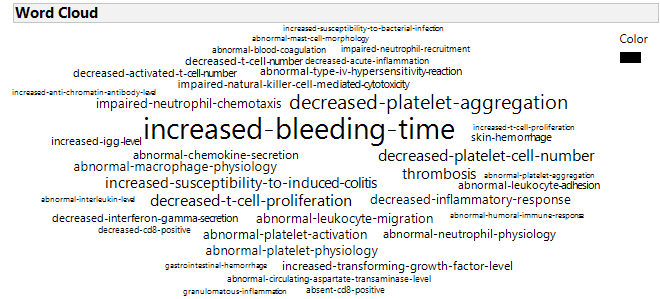 Word Cloud
Color
increased-susceptibility-to-bacterial-infection
abnormal-mast-cell-morphology
abnormal-blood-coagulation impaired-neutrophil-recruitment
decreased-t-cell-number decreased-acute-inflammation
decreased-activated-t-cell-number abnormal-type-iv-hypersensitivity-reaction
impaired-natural-killer-cell-mediated-cytotoxicity
increased-anti-chromatin-antibody-level
impaired-neutrophil-chemotaxis decreased-platelet-aggregation
increased-bleeding-time increased-t-cell-proliferation
increased-igg-level skin-hemorrhage
abnormal-chemokine-secretion decreased-platelet-cell-number
abnormal-macrophage-physiology thrombosis abnormal-platelet-aggregation
increased-susceptibility-to-induced-colitis abnormal-leukocyte-adhesion
abnormal-interleukin-level decreased-t-cell-proliferation decreased-inflammatory-response
decreased-interferon-gamma-secretion abnormal-leukocyte-migration abnormal-humoral-immune-response
decreased-cd8-positive abnormal-platelet-activation abnormal-neutrophil-physiology
abnormal-platelet-physiology
gastrointestinal-hemorrhage increased-transforming-growth-factor-level
abnormal-circulating-aspartate-transaminase-level
granulomatous-inflammation absent-cd8-positive